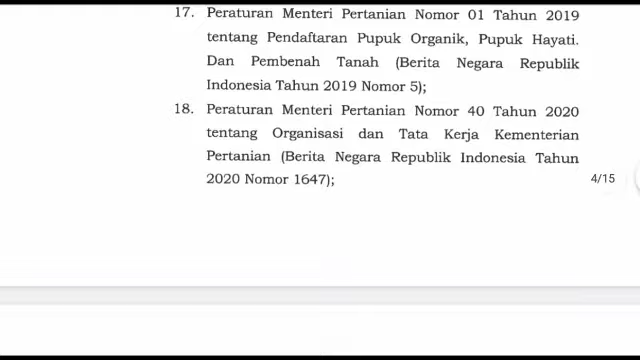 17. Peraturan Menteri Pertanian Nomor 01 Tahun 2019
tentang Pendaftaran Pupuk Organik, Pupuk Hayati.
Dan Pembenah Tanah (Berita Negara Republik
Indonesia Tahun 2019 Nomor 5);
18. Peraturan Menteri Pertanian Nomor 40 Tahun 2020
tentang Organisasi dan Tata Kerja Kementerian
Pertanian (Berita Negara Republik Indonesia Tahun
2020 Nomor 1647);
4/15